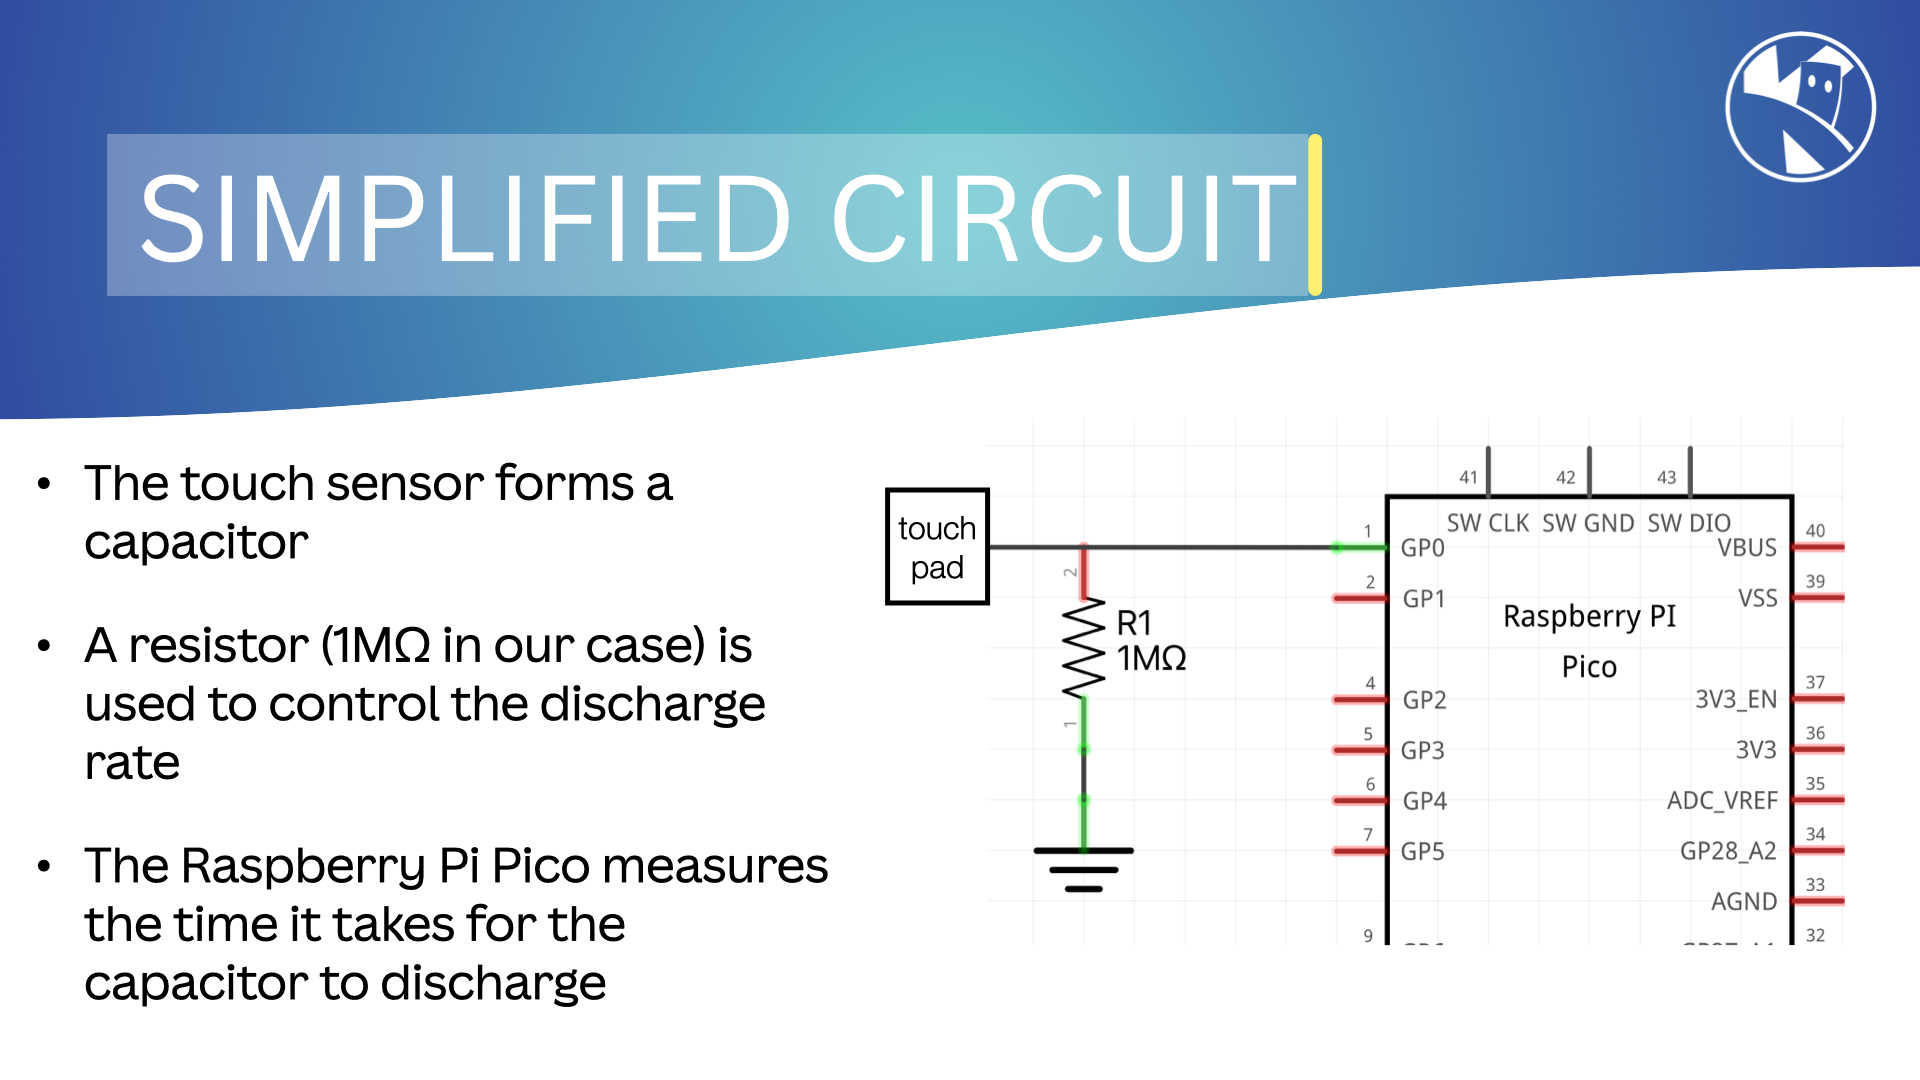 SIMPLIFIED CIRCUIT
• The touch sensor forms a
capacitor
• A resistor (1MΩ in our case) is
used to control the discharge
rate
• The Raspberry Pi Pico measures
the time it takes for the
capacitor to discharge
touch
pad
2
R1
1MΩ
1
41 42 43
SW CLK SW GND SW DIO
Raspberry PI
Pico
1 GP0
2 GP1
4 GP2
5 GP3
6 GP4
7 GP5
9
VBUS 40
VSS 39
3V3_EN 37
3V3 36
ADC_VREF 35
GP28_A2 34
AGND 33
32